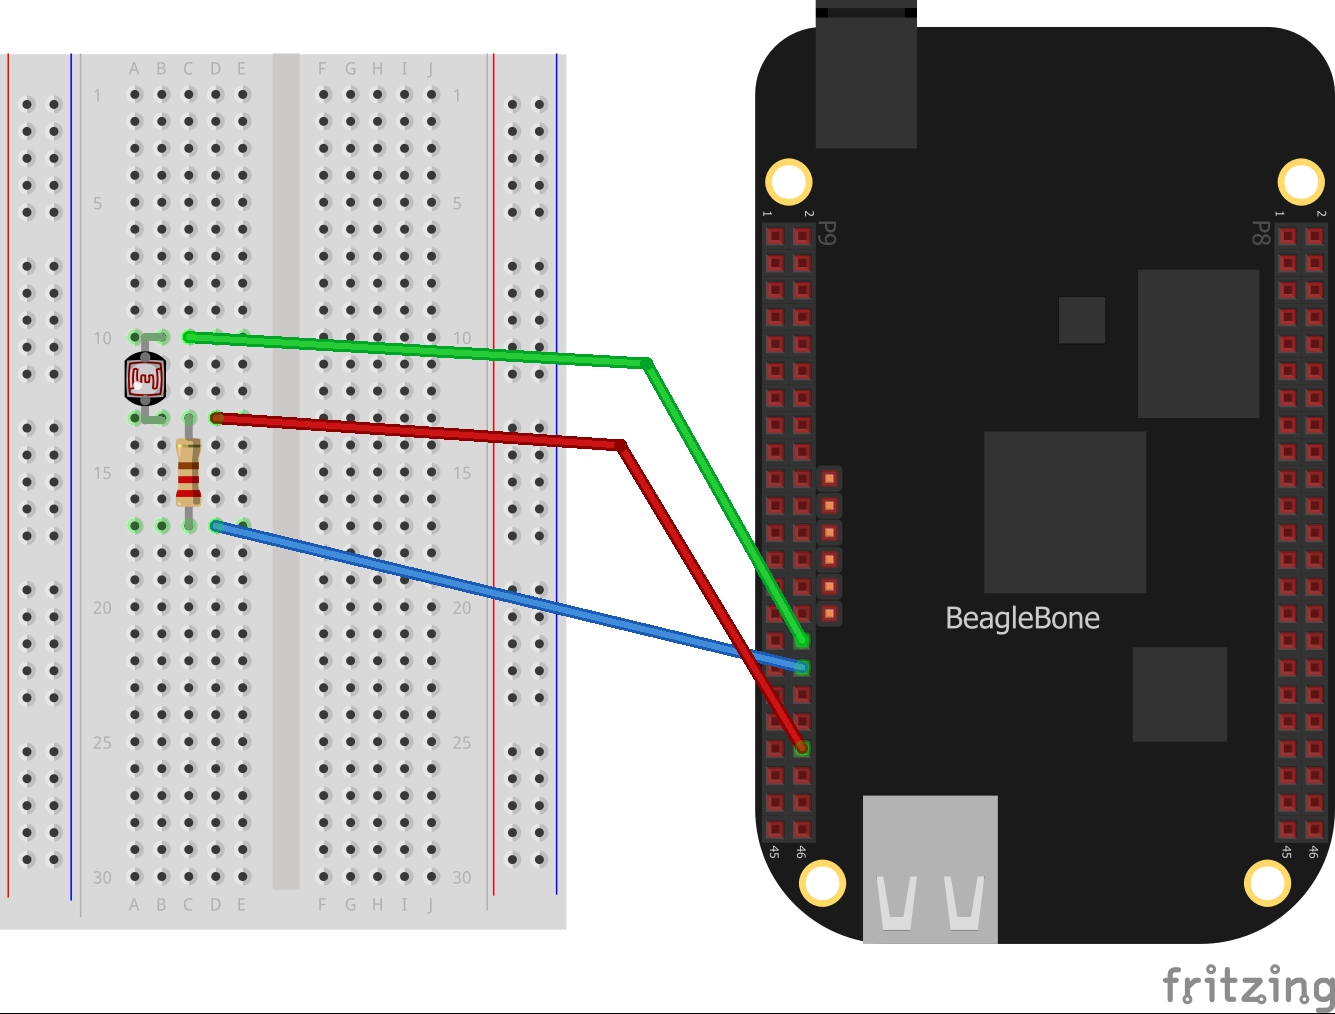 A B C D E F G H I J
1 1
1 2 1 2
5 5
P9 P8
10 10
15 15
20 20
BeagleBone
25 25
45 46 45 46
30 30
A B C D E F G H I J
fritzing